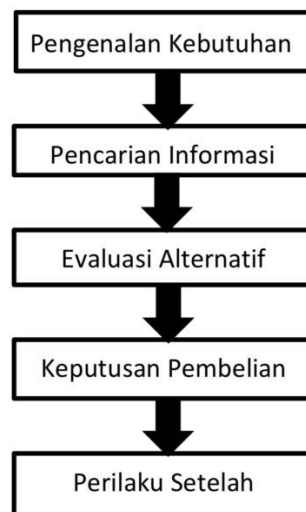 Pengenalan Kebutuhan
Pencarian Informasi
Evaluasi Alternatif
Keputusan Pembelian
Perilaku Setelah